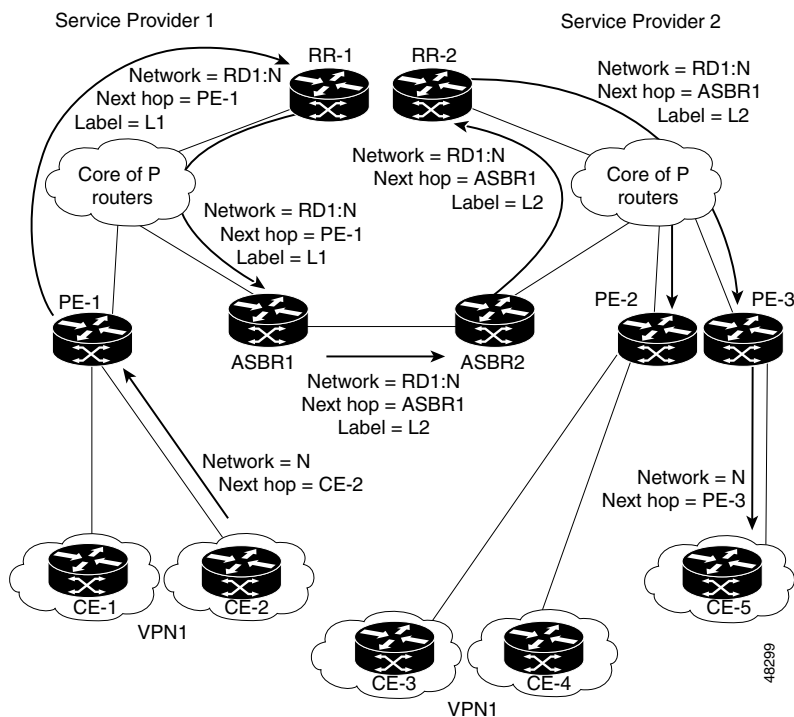 Service Provider 1
Service Provider 2
RR-1
RR-2
Network = RD1:N
Next hop = PE-1
Label = L1
Network = RD1:N
Next hop = ASBR1
Label = L2
Core of P
routers
Network = RD1:N
Next hop = ASBR1
Label = L2
Core of P
routers
Network = RD1:N
Next hop = PE-1
Label = L1
PE-1
PE-2
PE-3
ASBR1
ASBR2
Network = RD1:N
Next hop = ASBR1
Label = L2
Network = N
Next hop = CE-2
Network = N
Next hop = PE-3
CE-1
CE-2
CE-5
VPN1
CE-3
CE-4
VPN1
48299